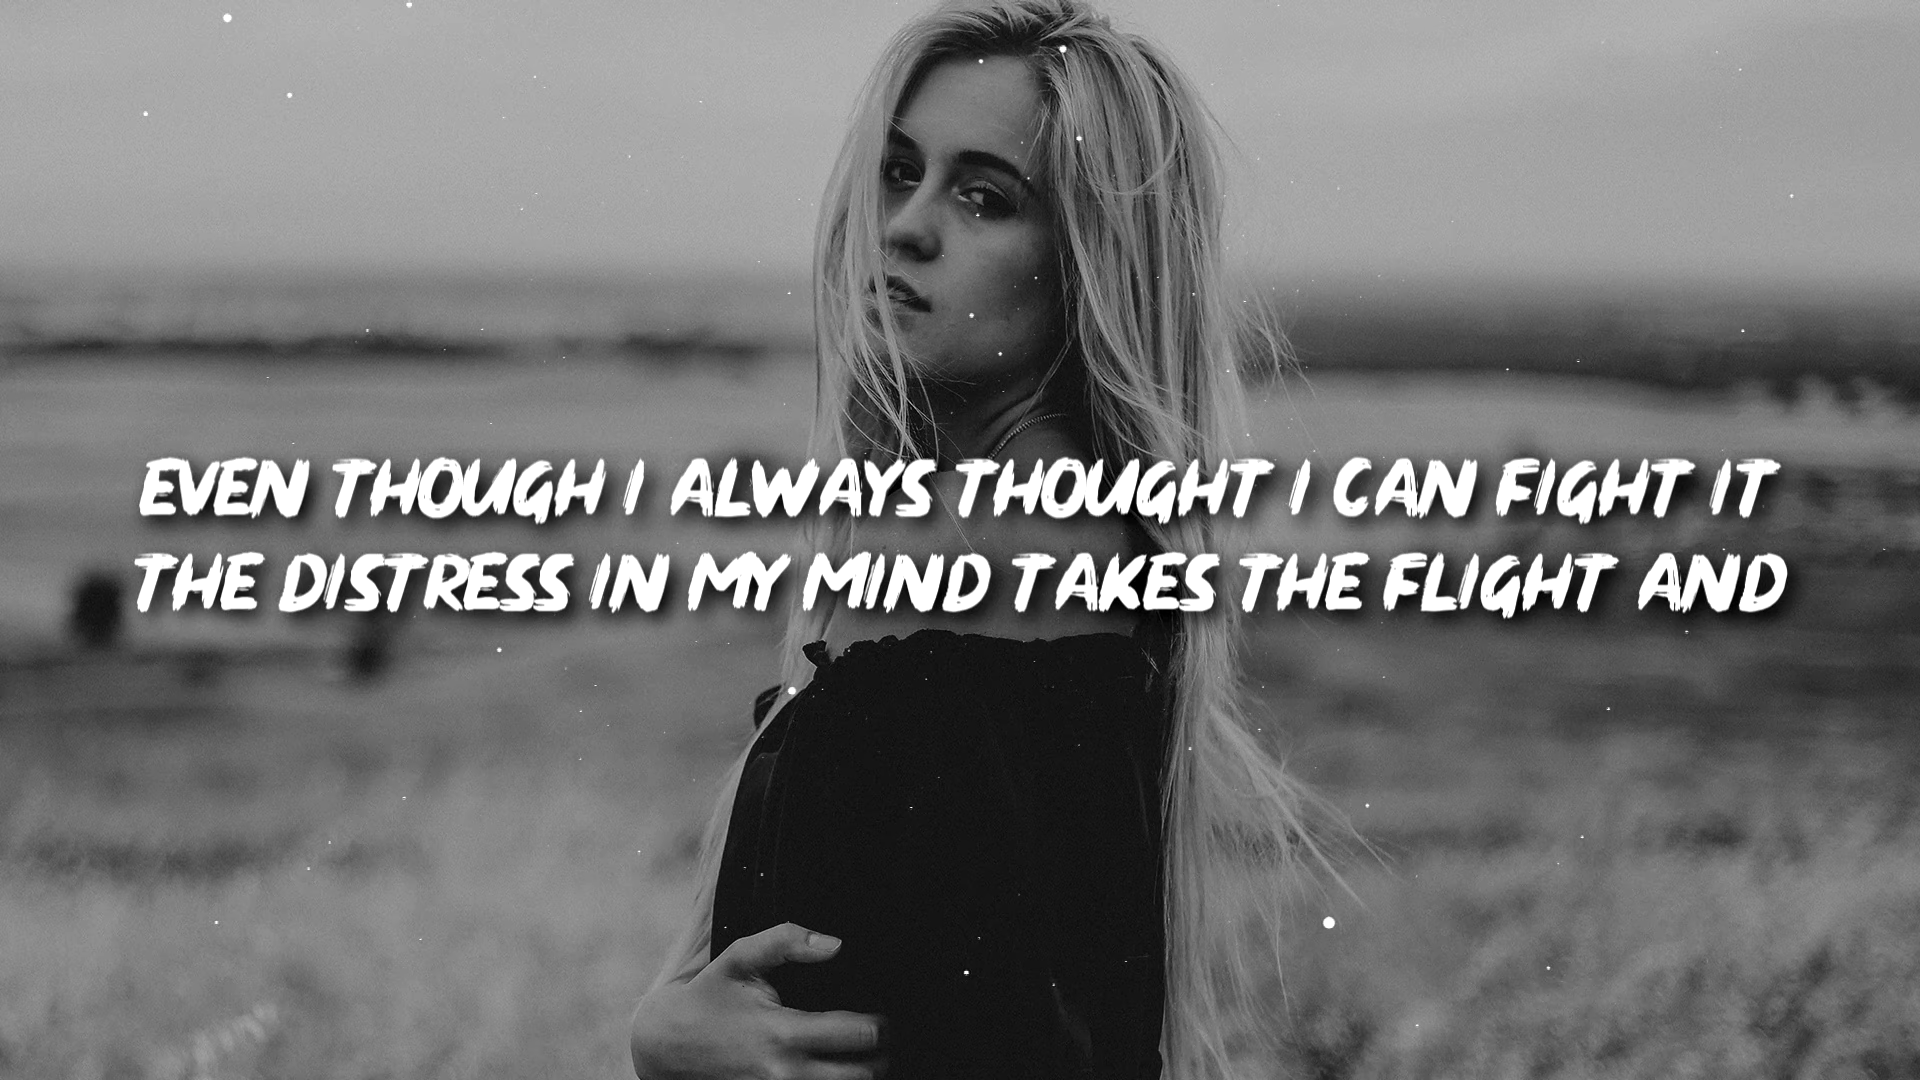 EVEN THOUGH I ALWAYS THOUGHT I CAN FIGHT IT
THE DISTRESS IN MY MIND TAKES THE FLIGHT AND